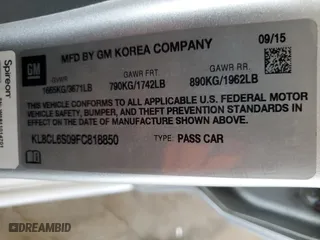 MFD BY GM KOREA COMPANY
09/15
GM
GAWR FRT
GAWR RR
1665KG/3671LB
790KG/1742LB
890KG/1962LB
THIS VEHICLE CONFORMS TO ALL APPLICABLE U.S. FEDERAL MOTOR
VEHICLE SAFETY, BUMPER, AND THEFT PREVENTION STANDARDS IN
EFFECT ON THE DATE OF MANUFACTURE SHOWN ABOVE.
KL8CL6S09FC818850
TYPE: PASS CAR
Spireon